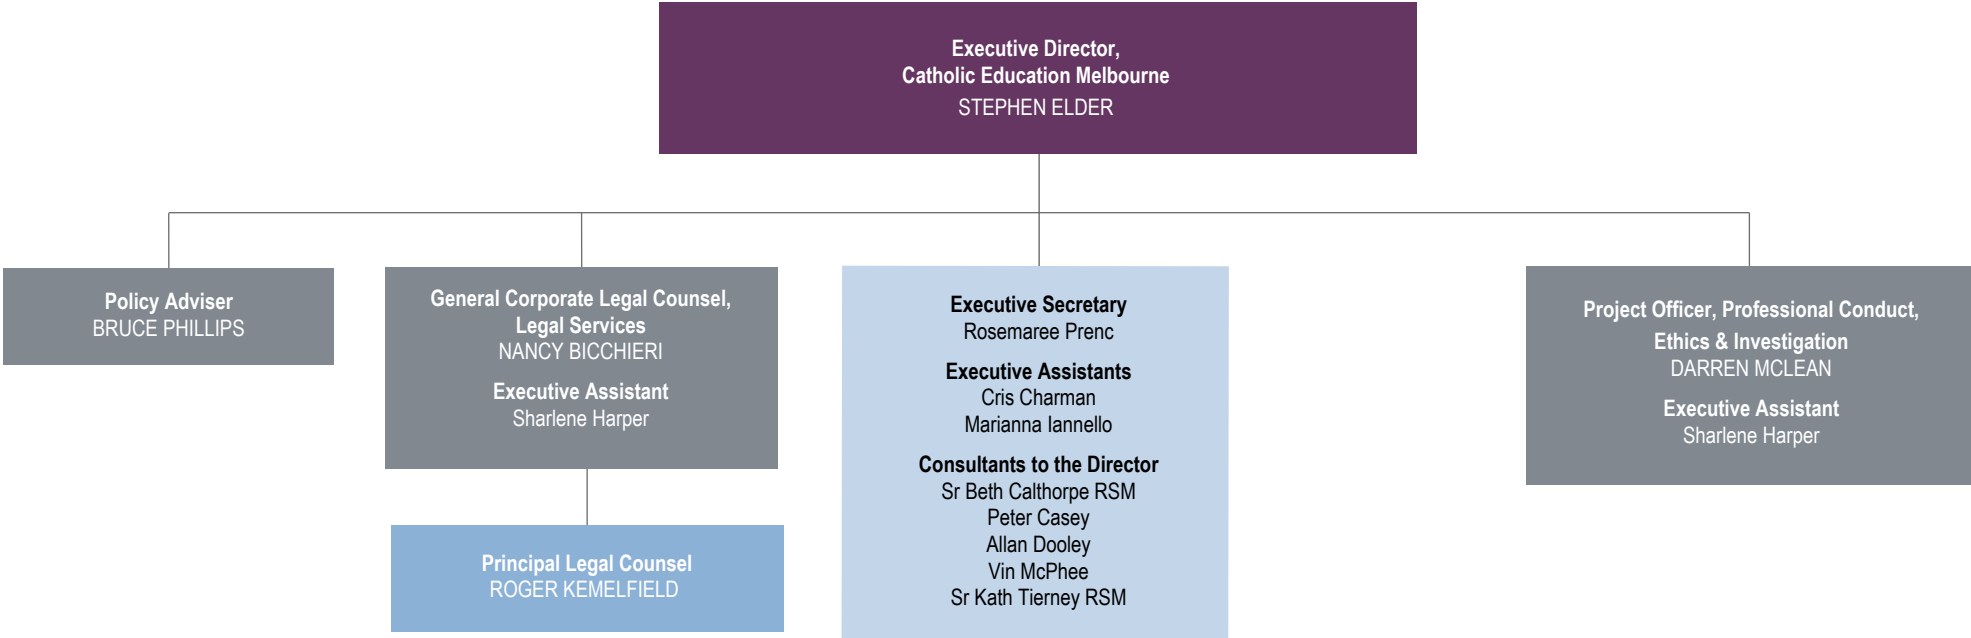 Executive Director,
Catholic Education Melbourne
STEPHEN ELDER
Policy Adviser
BRUCE PHILLIPS
General Corporate Legal Counsel,
Legal Services
NANCY BICCHIERI
Executive Assistant
Sharlene Harper
Principal Legal Counsel
ROGER KEMELFIELD
Executive Secretary
Rosemaree Prenc
Executive Assistants
Cris Charman
Marianna Iannello
Consultants to the Director
Sr Beth Calthorpe RSM
Peter Casey
Allan Dooley
Vin McPhee
Sr Kath Tierney RSM
Project Officer, Professional Conduct,
Ethics & Investigation
DARREN MCLEAN
Executive Assistant
Sharlene Harper